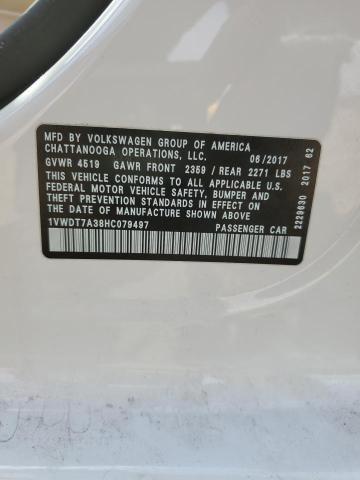 MFD BY VOLKSWAGEN GROUP OF AMERICA
CHATTANOOGA OPERATIONS, LLC. 06/2017
GVWR 4519 GAWR FRONT 2359 / REAR 2271 LBS
THIS VEHICLE CONFORMS TO ALL APPLICABLE U.S.
FEDERAL MOTOR VEHICLE SAFETY, BUMPER AND
THEFT PREVENTION STANDARDS IN EFFECT ON THE
DATE OF MANUFACTURE SHOWN ABOVE.
1VWDT7A38HC079497 PASSENGER CAR
2229630 2017 62